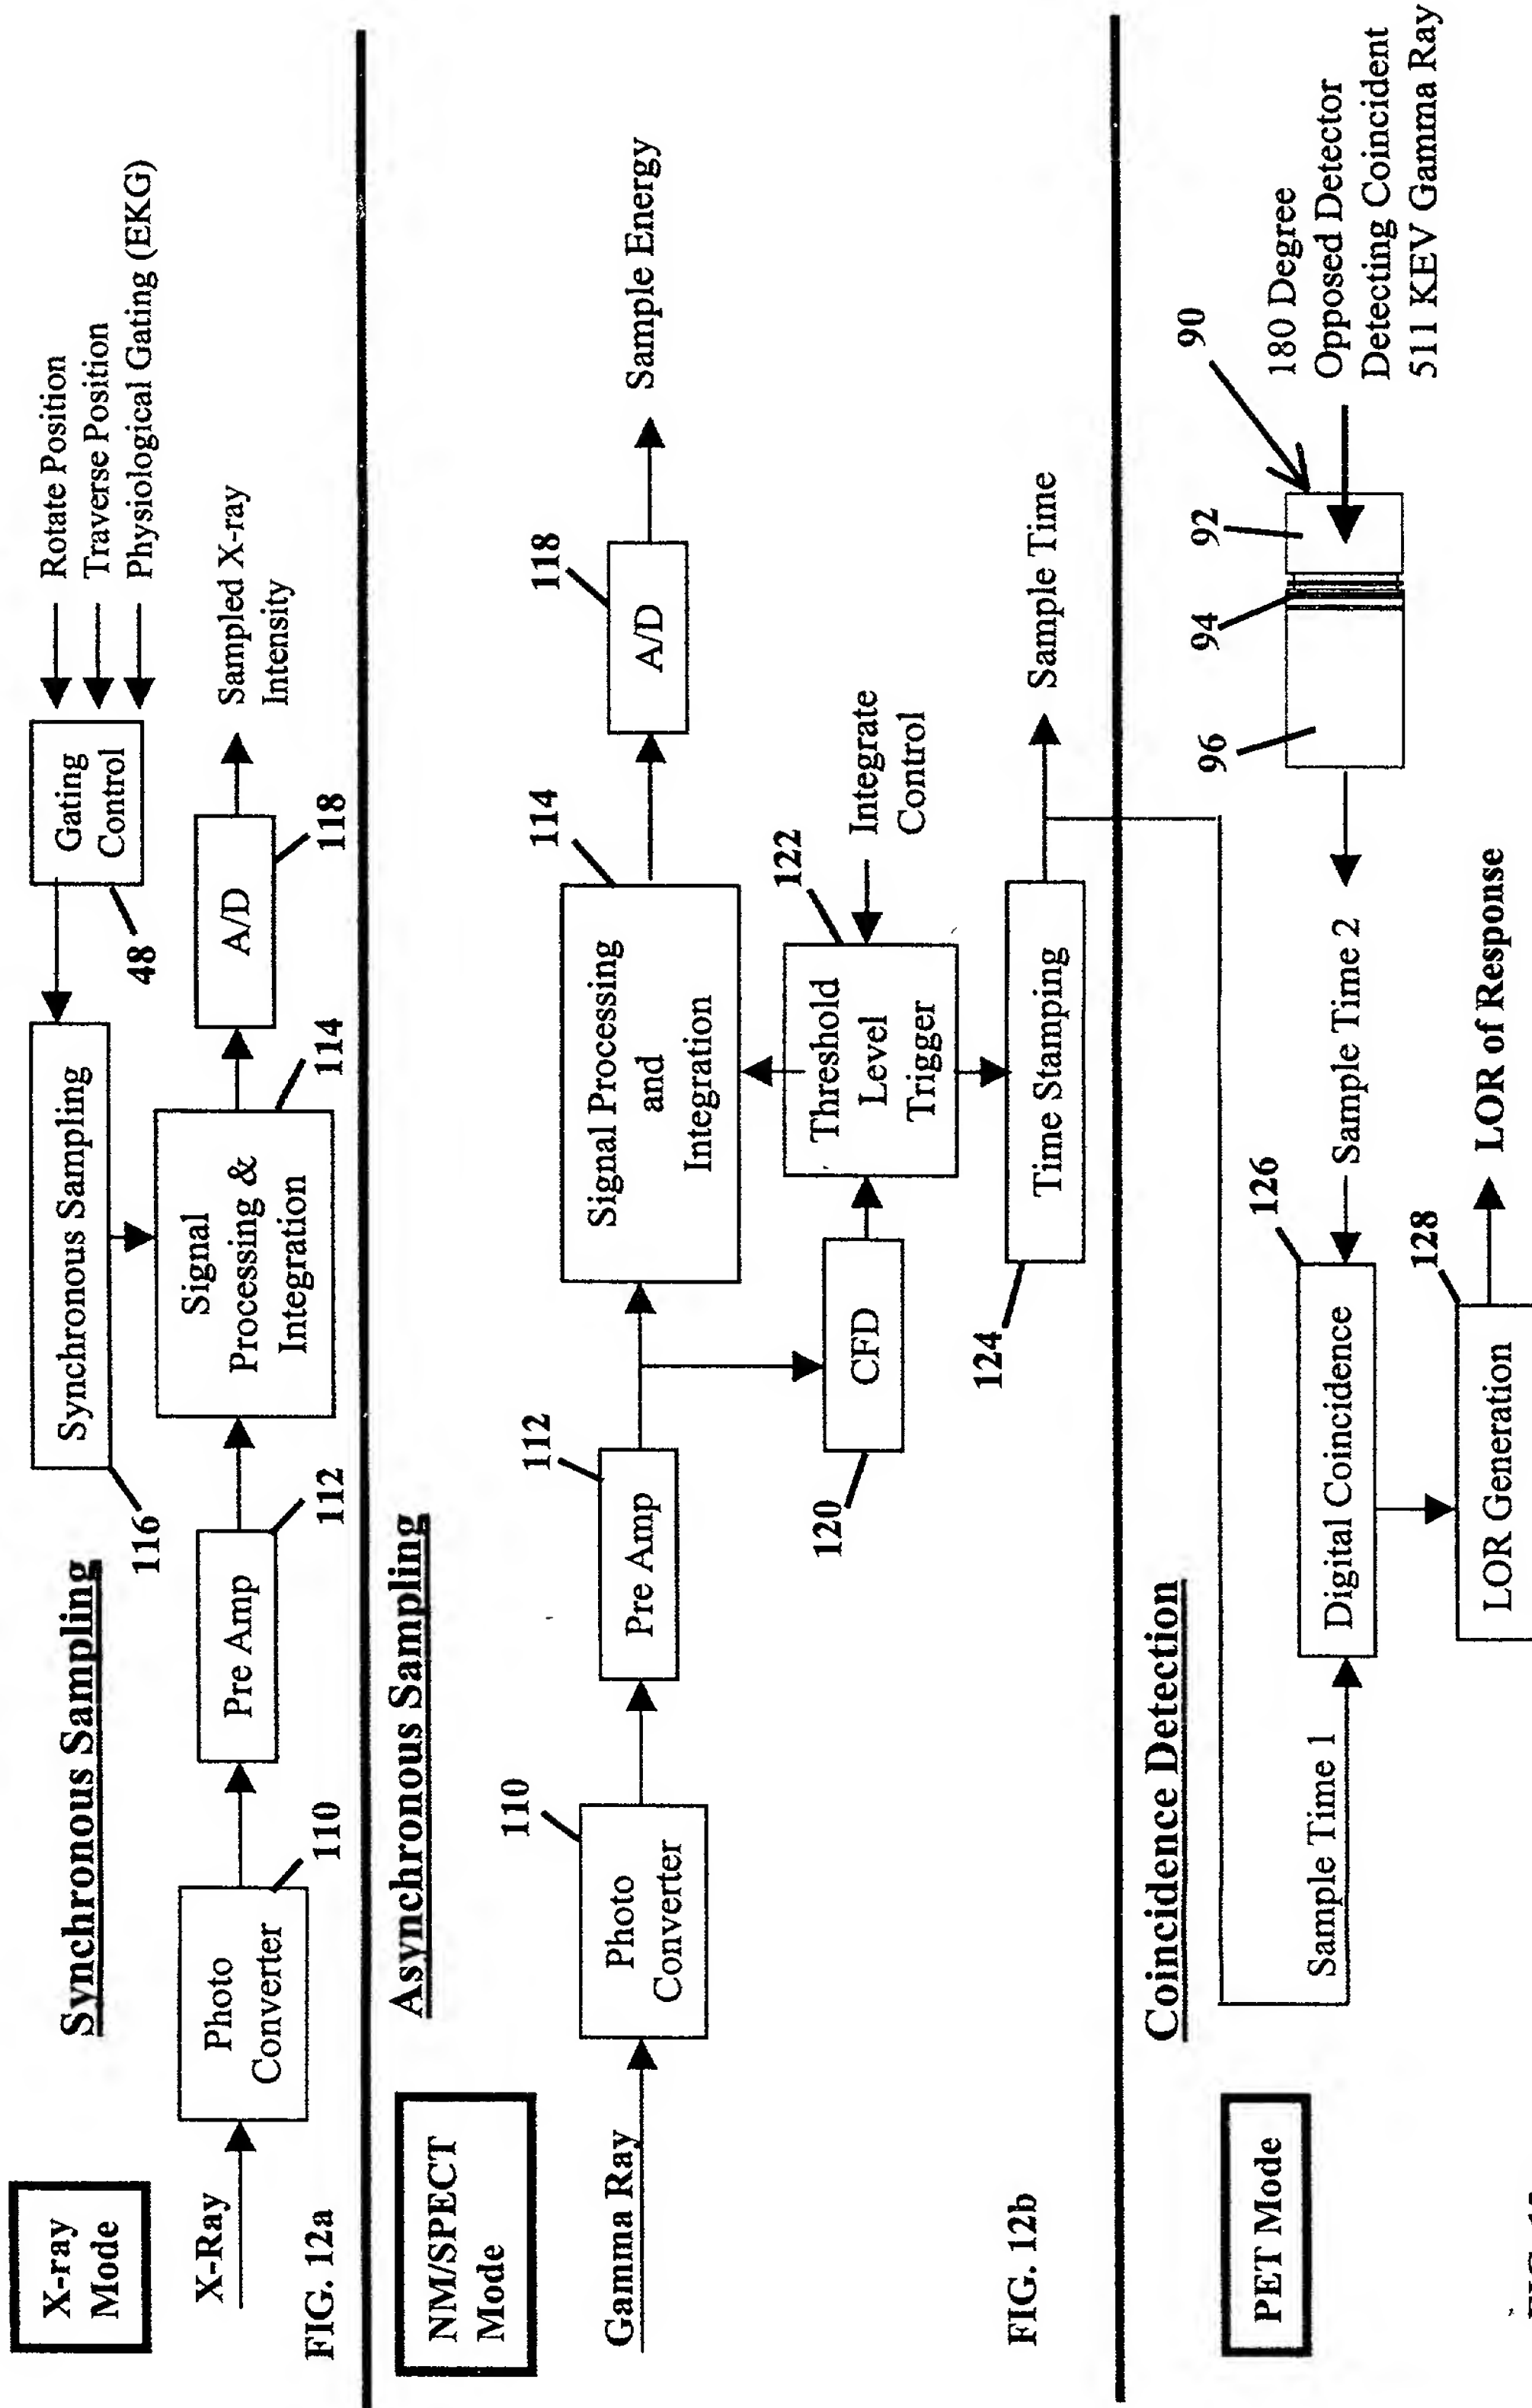 X-ray
Mode
Synchronous Sampling
X-Ray
Photo
Converter
110
Pre Amp
112
116
Synchronous Sampling
Signal
Processing &
Integration
114
48
Gating
Control
Rotate Position
Traverse Position
Physiological Gating (EKG)
A/D
118
Sampled X-ray
Intensity
FIG. 12a
NM/SPECT
Mode
Asynchronous Sampling
Gamma Ray
Photo
Converter
110
Pre Amp
112
Signal Processing
and
Integration
114
A/D
118
Sample Energy
CFD
120
Threshold
Level
Trigger
122
Integrate
Control
Time Stamping
124
Sample Time
FIG. 12b
PET Mode
Coincidence Detection
Sample Time 1
Digital Coincidence
126
Sample Time 2
96
94
92
90
180 Degree
Opposed Detector
Detecting Coincident
511 KEV Gamma Ray
LOR Generation
128
LOR of Response